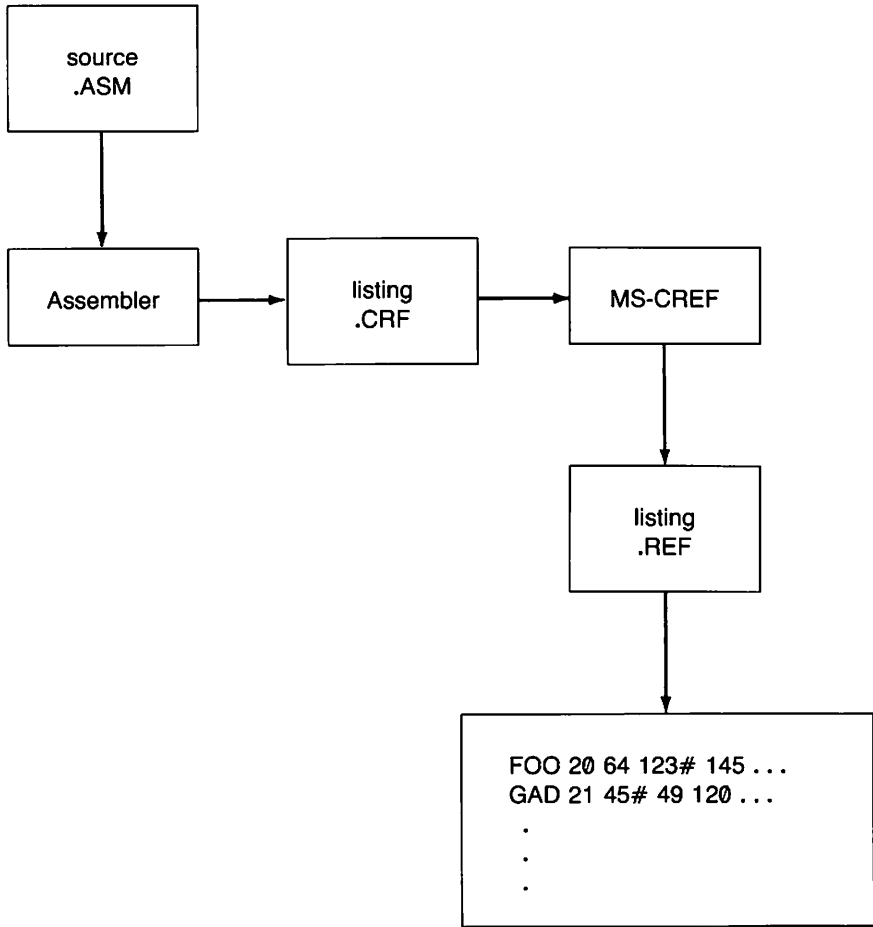 source
.ASM
Assembler
listing
.CRF
MS-CREF
listing
.REF
FOO 20 64 123# 145 . . .
GAD 21 45# 49 120 . . .
.
.
.